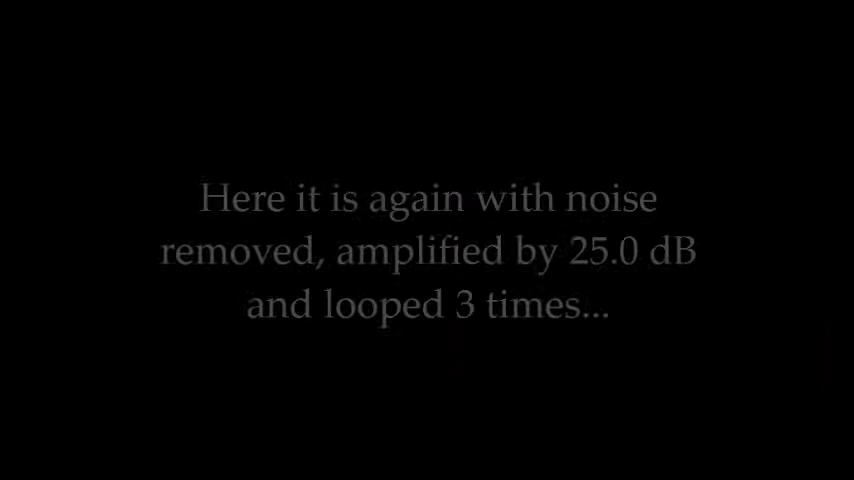 Here it is again with noise
removed, amplified by 25.0 dB
and looped 3 times...